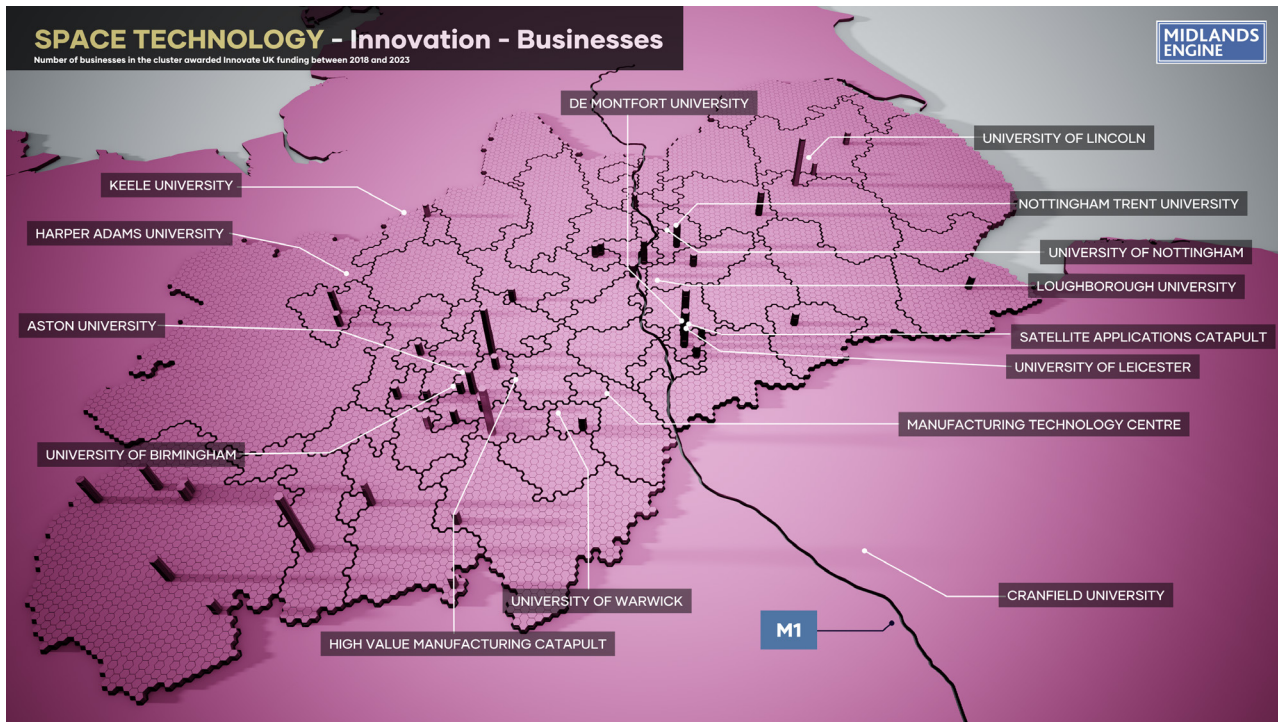 SPACE TECHNOLOGY - Innovation - Businesses
Number of businesses in the cluster awarded Innovate UK funding between 2018 and 2023
MIDLANDS
ENGINE
DE MONTFORT UNIVERSITY
UNIVERSITY OF LINCOLN
KEELE UNIVERSITY
NOTTINGHAM TRENT UNIVERSITY
HARPER ADAMS UNIVERSITY
UNIVERSITY OF NOTTINGHAM
LOUGHBOROUGH UNIVERSITY
ASTON UNIVERSITY
SATELLITE APPLICATIONS CATAPULT
UNIVERSITY OF LEICESTER
MANUFACTURING TECHNOLOGY CENTRE
UNIVERSITY OF BIRMINGHAM
CRANFIELD UNIVERSITY
UNIVERSITY OF WARWICK
M1
HIGH VALUE MANUFACTURING CATAPULT